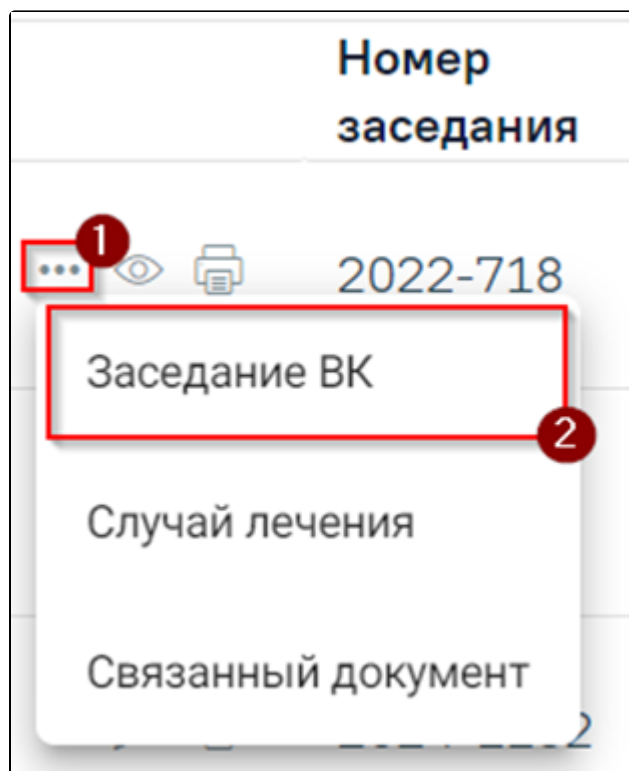 Номер
заседания
1
2022-718
Заседание ВК
2
Случай лечения
Связанный документ